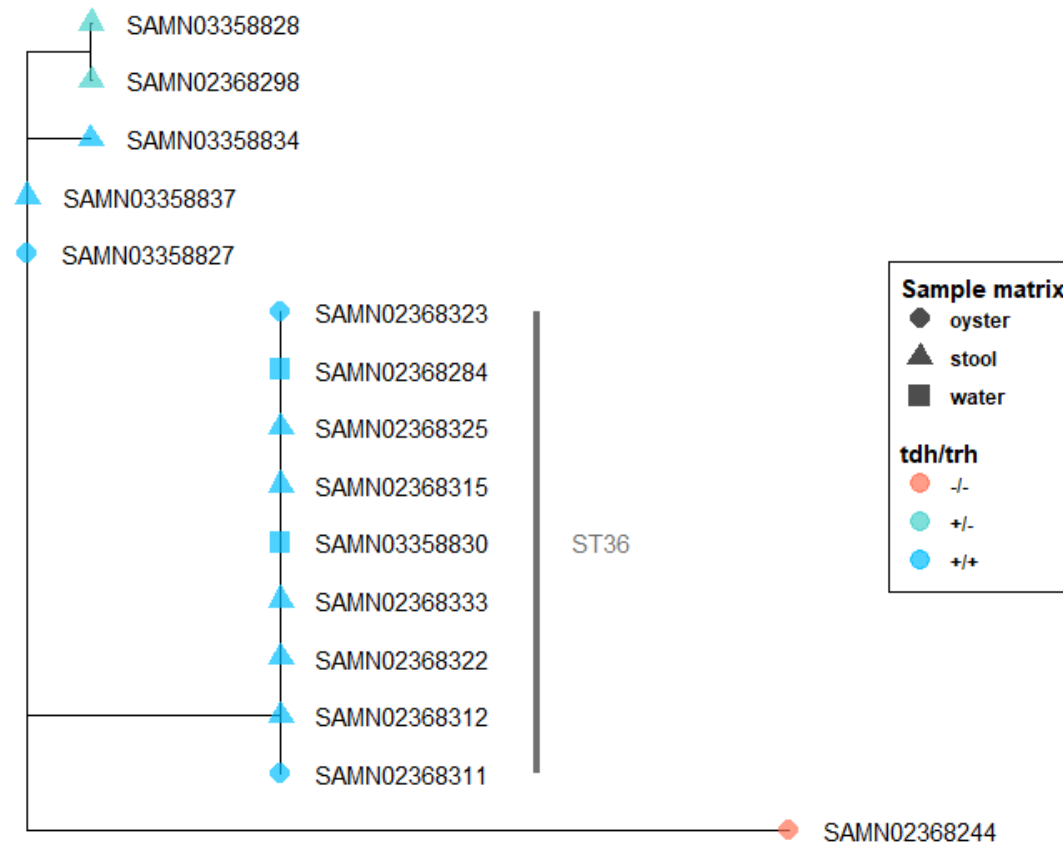 SAMN03358828
SAMN02368298
SAMN03358834
SAMN03358837
SAMN03358827
SAMN02368323
SAMN02368284
SAMN02368325
SAMN02368315
SAMN03358830
SAMN02368333
SAMN02368322
SAMN02368312
SAMN02368311
SAMN02368244
ST36
Sample matrix
oyster
stool
water
tdh/trh
-/-
+/-
+/+